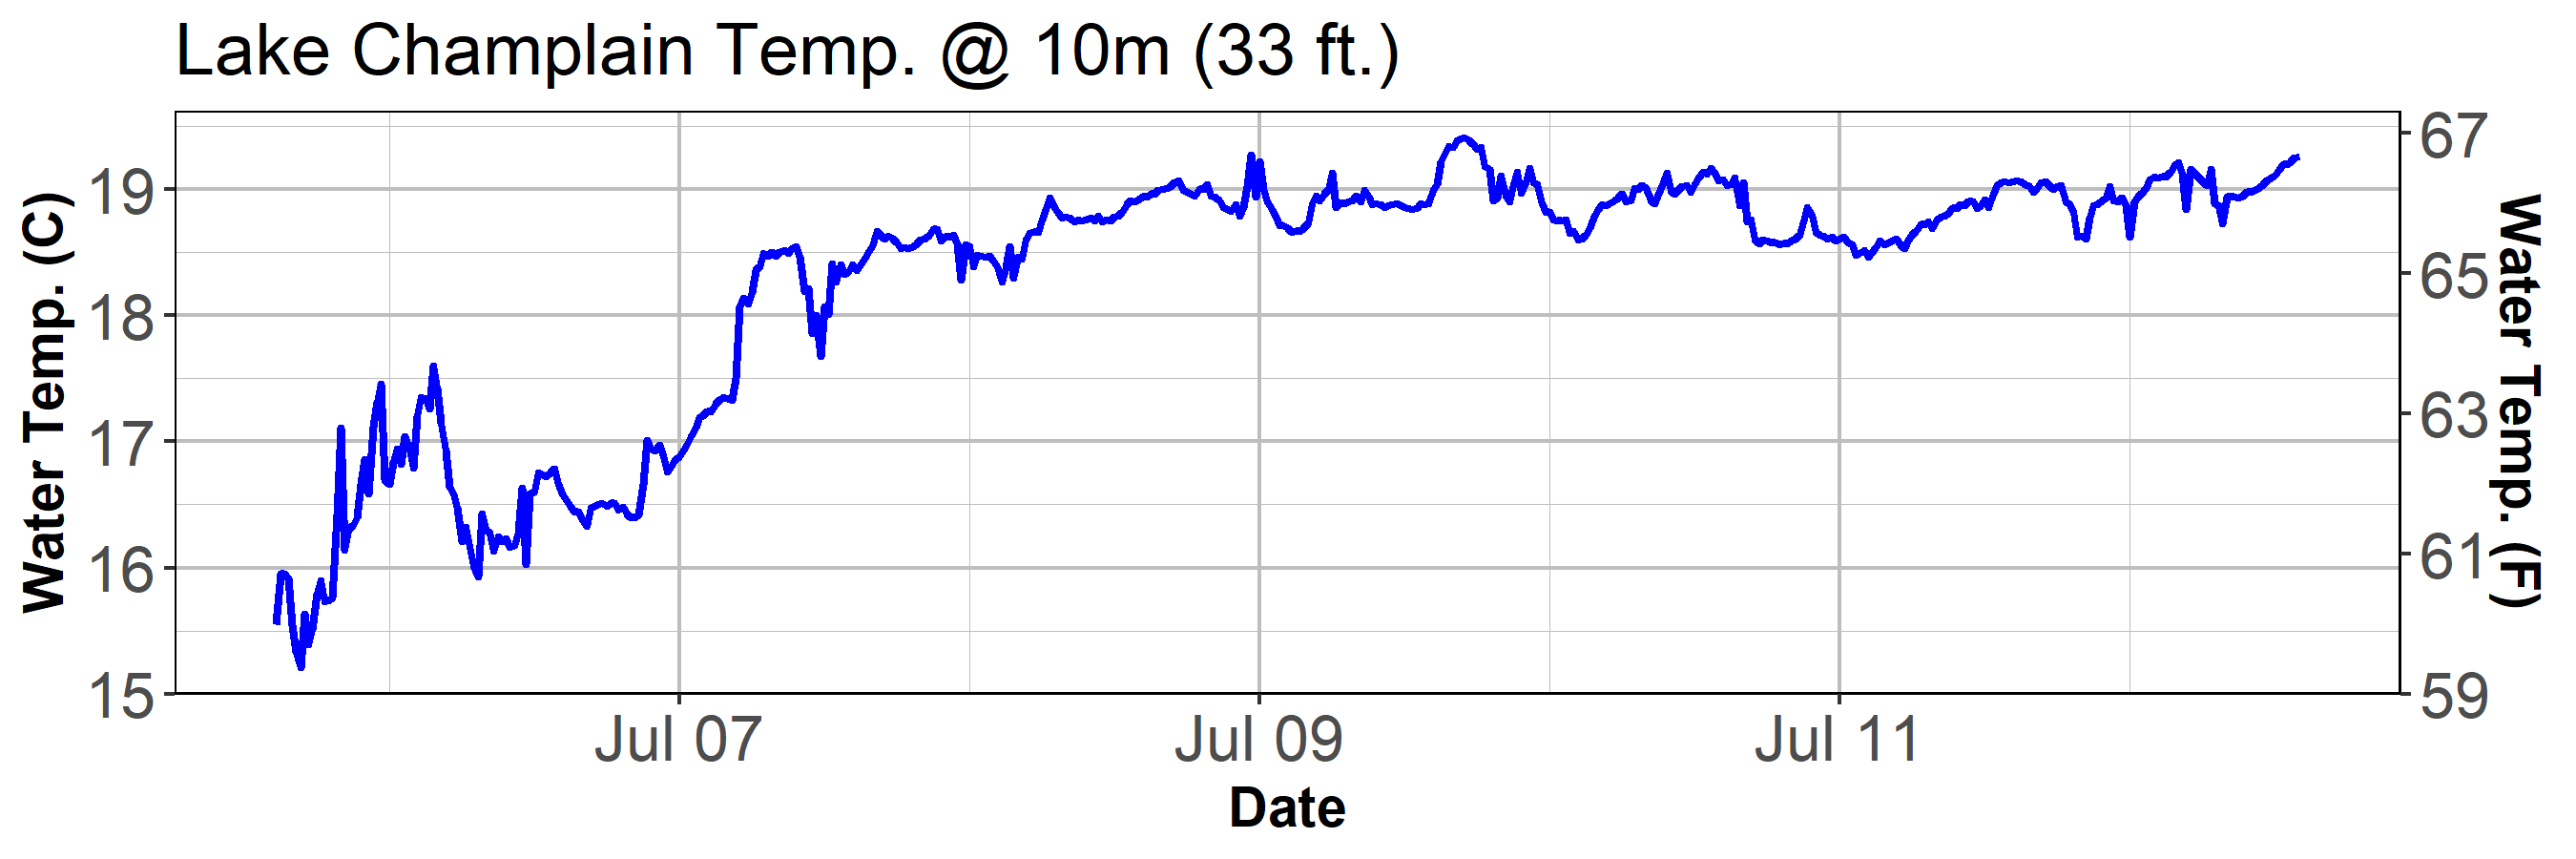 Lake Champlain Temp. @ 10m (33 ft.)
Water Temp. (C)
19
18
17
16
15
67
65
63
61
59
Water Temp. (F)
Jul 07
Jul 09
Jul 11
Date